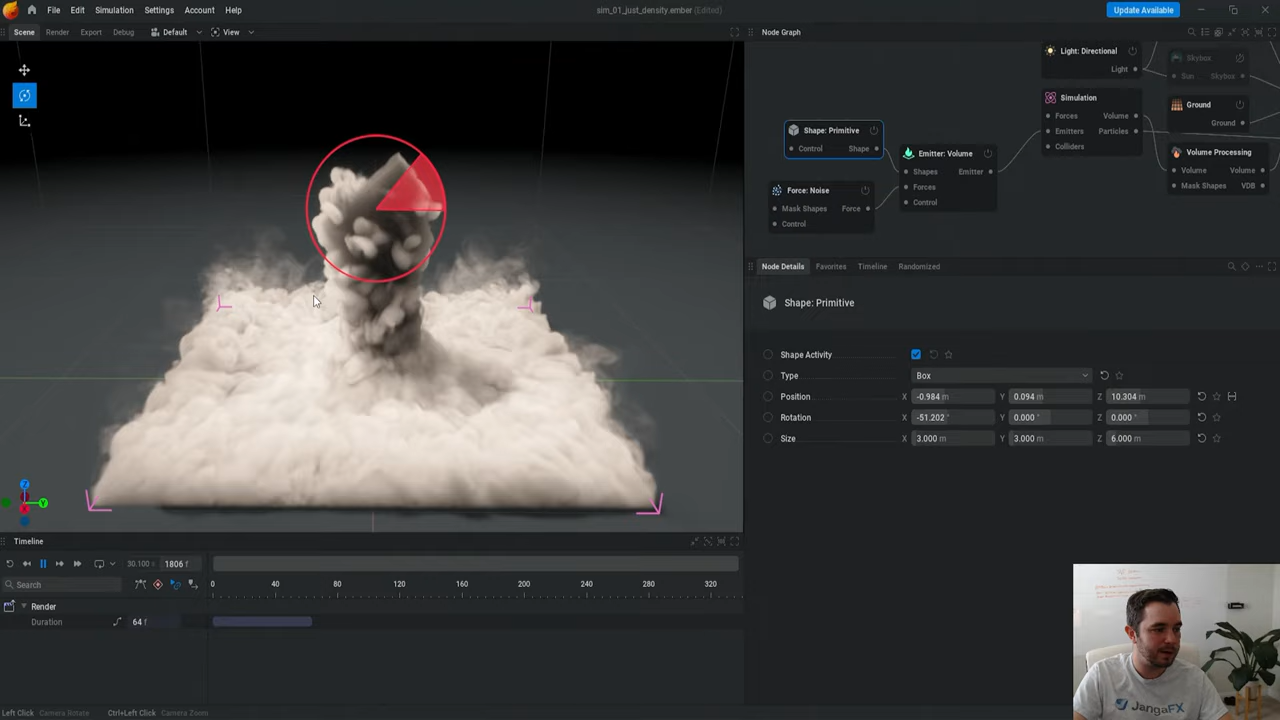 File Edit Simulation Settings Account Help
sim_01_just_density.ember (Edited)
Update Available
Scene Render Export Debug Default View
Node Graph
Light: Directional
Light
Skybox
Sun Skybox
Simulation
Forces Volume
Emitters Particles
Colliders
Ground
Ground
Volume Processing
Volume Volume
Mask Shapes VDB
Shape: Primitive
Control Shape
Emitter: Volume
Shapes Emitter
Forces
Control
Force: Noise
Mask Shapes Force
Control
Node Details Favorites Timeline Randomized
Shape: Primitive
Shape Activity
Type Box
Position X -0.984 m Y 0.094 m Z 10.304 m
Rotation X -51.202 ° Y 0.000 ° Z 0.000 °
Size X 3.000 m Y 3.000 m Z 6.000 m
Timeline
30.100 s 1806 f
0 40 80 120 160 200 240 280 320
Search
Render
Duration 64 f
Left Click Camera Rotate Ctrl+Left Click Camera Zoom
JangaFX